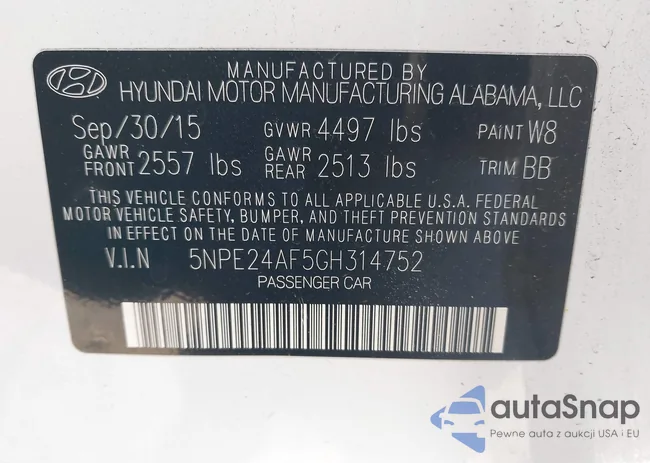 MANUFACTURED BY
HYUNDAI MOTOR MANUFACTURING ALABAMA, LLC
Sep/30/15 GVWR 4497 lbs PAINT W8
GAWR FRONT 2557 lbs GAWR REAR 2513 lbs TRIM BB
THIS VEHICLE CONFORMS TO ALL APPLICABLE U.S.A. FEDERAL
MOTOR VEHICLE SAFETY, BUMPER, AND THEFT PREVENTION STANDARDS
IN EFFECT ON THE DATE OF MANUFACTURE SHOWN ABOVE.
V.I.N 5NPE24AF5GH314752
PASSENGER CAR
autaSnap
Pewne auta z aukcji USA i EU